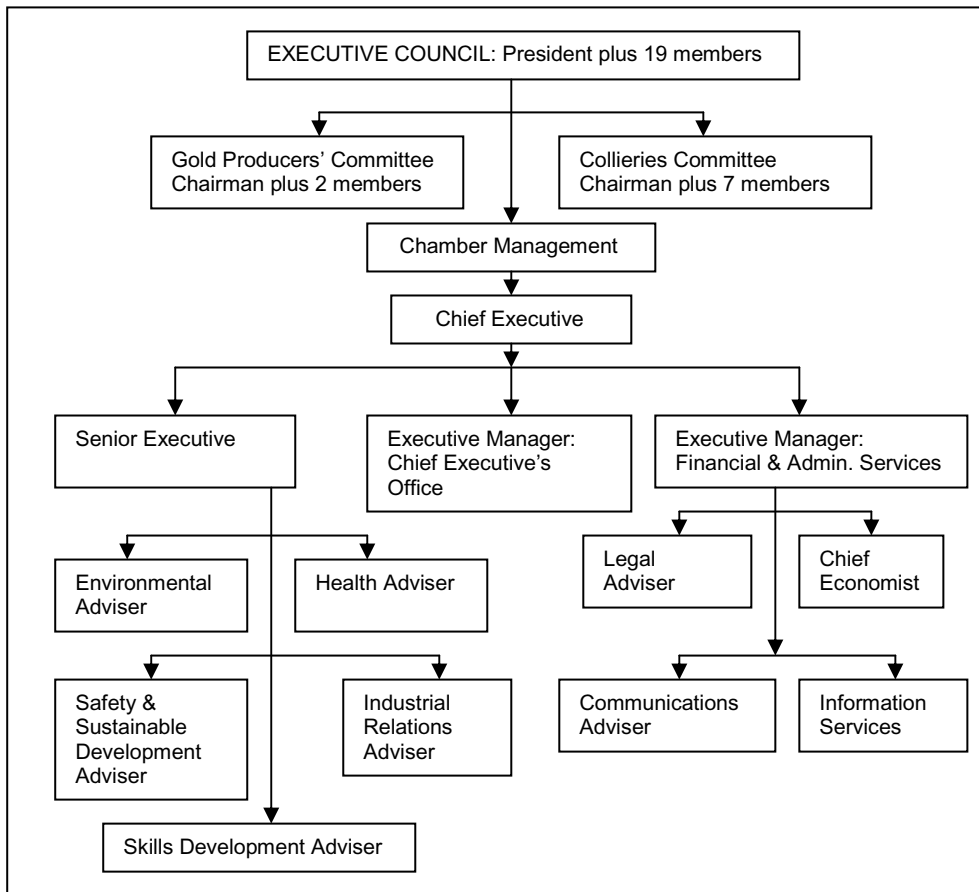 EXECUTIVE COUNCIL: President plus 19 members
Gold Producers’ Committee
Chairman plus 2 members
Collieries Committee
Chairman plus 7 members
Chamber Management
Chief Executive
Senior Executive
Executive Manager:
Chief Executive’s
Office
Executive Manager:
Financial & Admin. Services
Environmental
Adviser
Health Adviser
Legal
Adviser
Chief
Economist
Safety &
Sustainable
Development
Adviser
Industrial
Relations
Adviser
Communications
Adviser
Information
Services
Skills Development Adviser